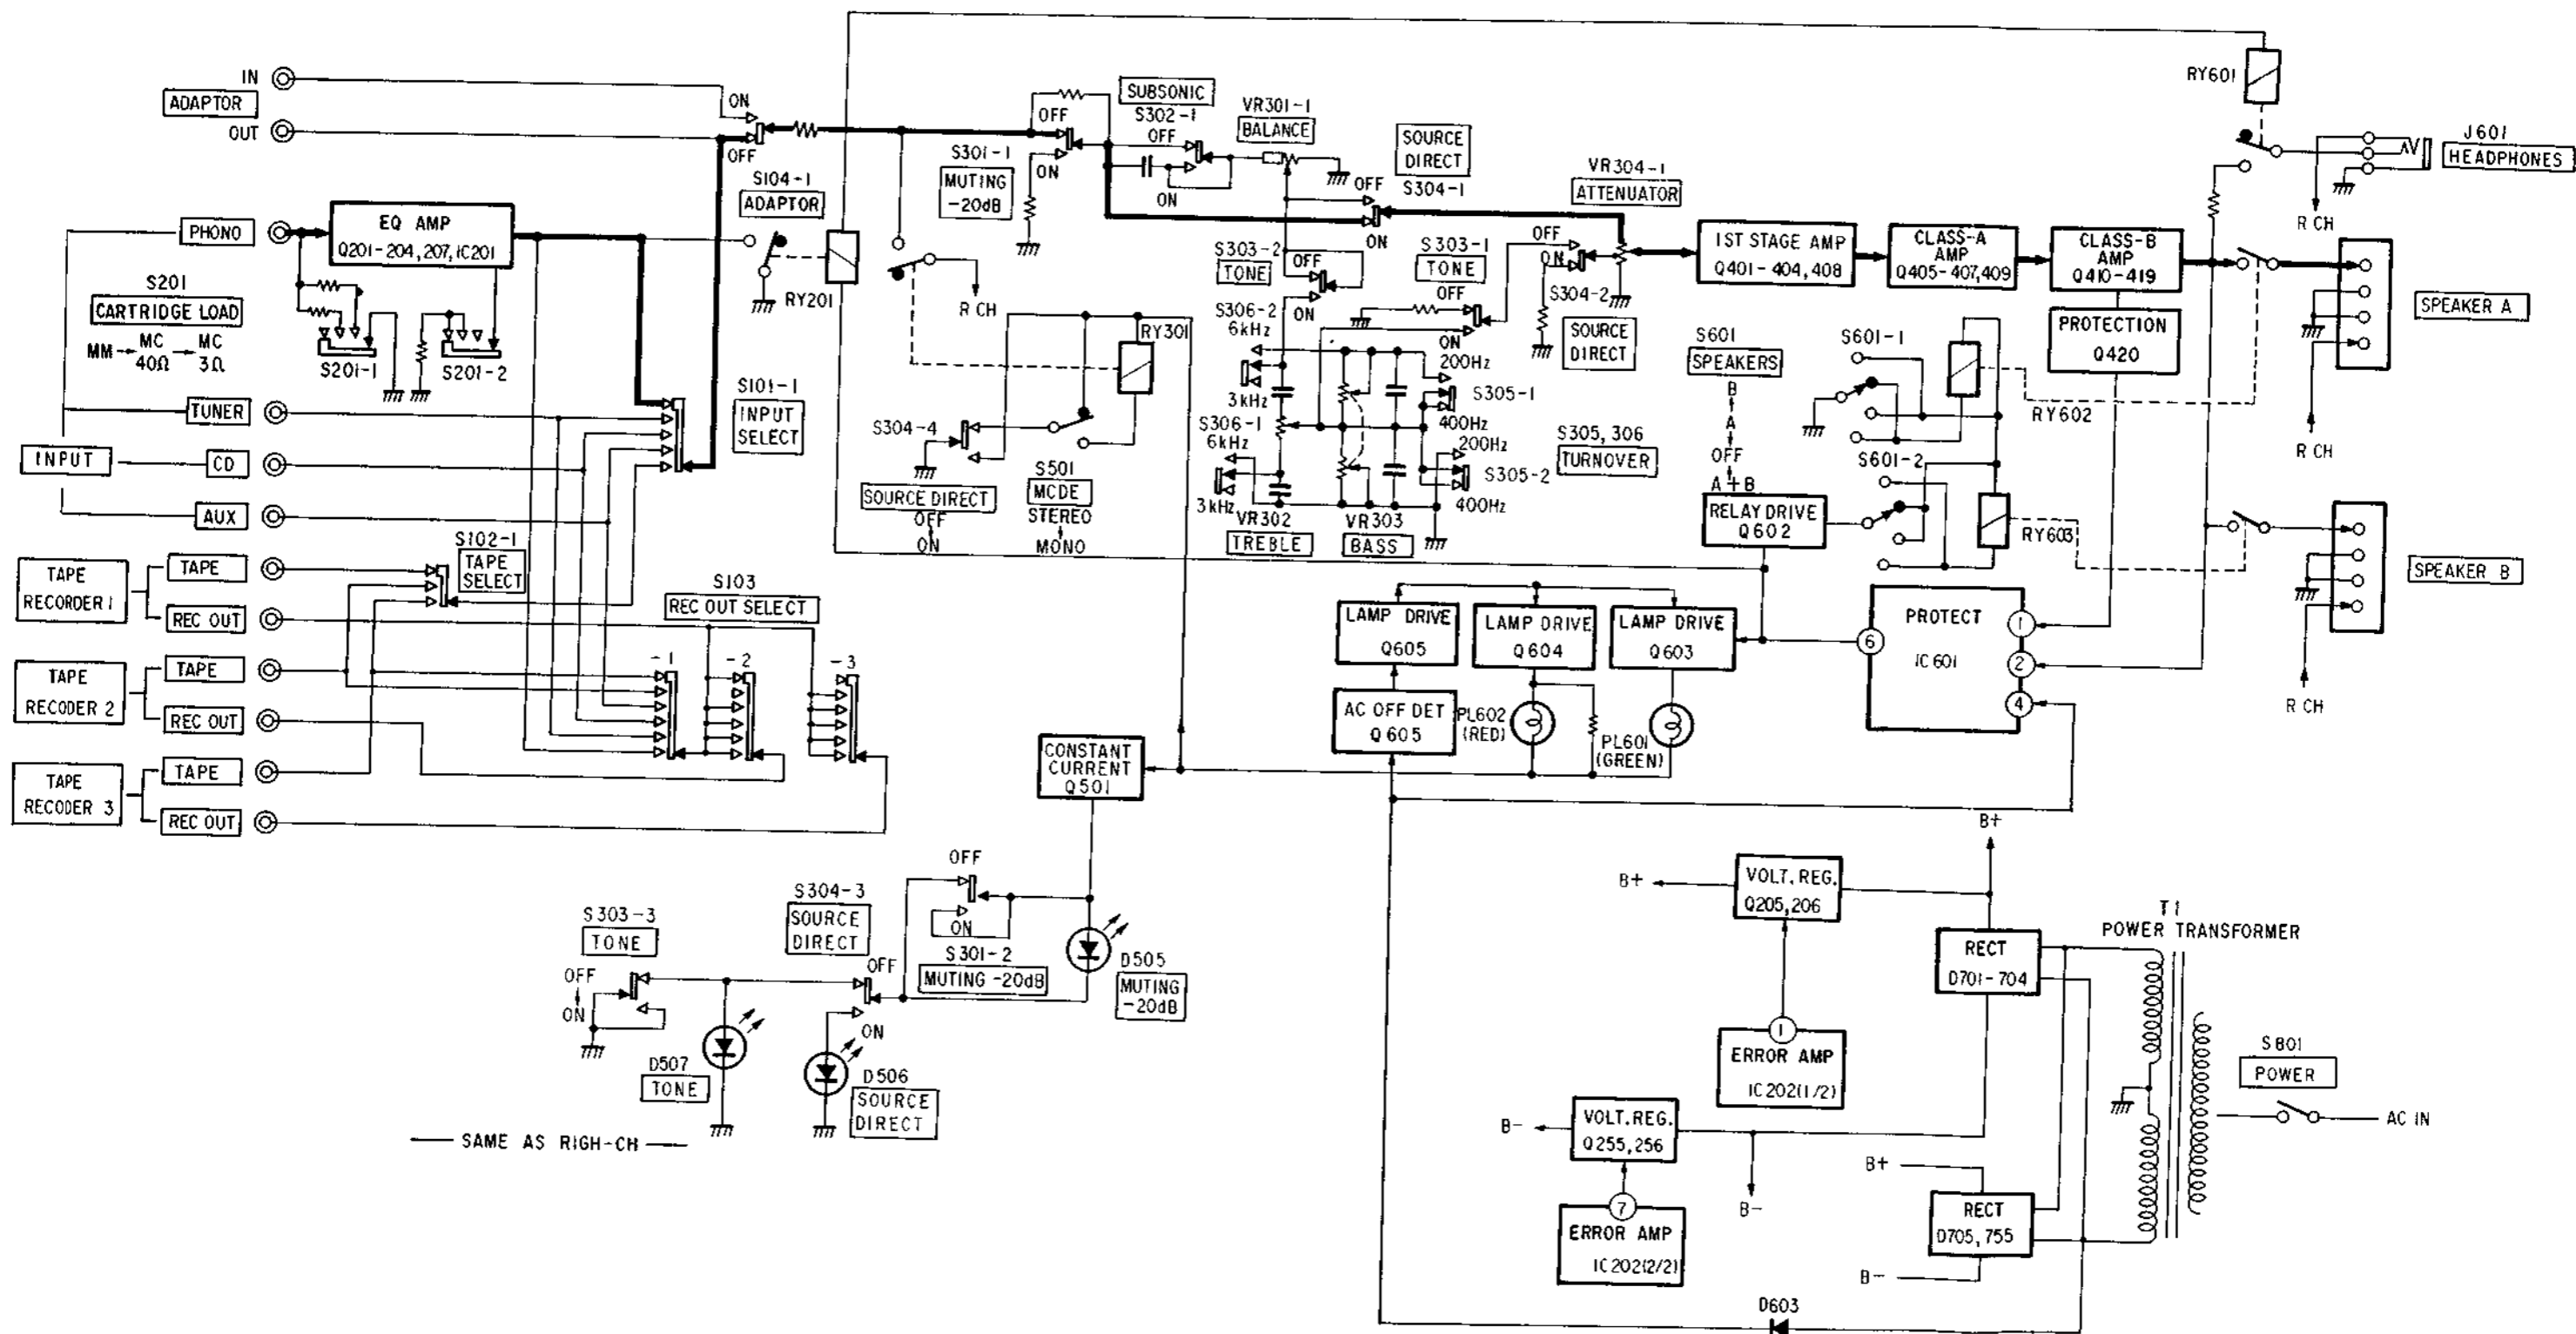 IN
ADAPTOR
OUT
ON
OFF
S104-1
ADAPTOR
RY201
PHONO
EQ AMP
Q201-204, 207, IC201
S201
CARTRIDGE LOAD
MM → MC → MC
40Ω 3Ω
S201-1
S201-2
S101-1
INPUT
SELECT
INPUT
TUNER
CD
AUX
S102-1
TAPE
SELECT
TAPE
RECORDER 1
TAPE
REC OUT
S103
REC OUT SELECT
-1
-2
-3
TAPE
RECODER 2
TAPE
REC OUT
TAPE
RECODER 3
TAPE
REC OUT
S301-1
MUTING
-20dB
OFF
ON
R CH
SUBSONIC
S302-1
OFF
ON
VR301-1
BALANCE
SOURCE
DIRECT
S304-1
OFF
ON
VR304-1
ATTENUATOR
S303-2
TONE
OFF
ON
S303-1
TONE
OFF
ON
OFF
ON
S304-2
SOURCE
DIRECT
S306-2
6kHz
3kHz
S306-1
6kHz
3kHz
VR302
TREBLE
VR303
BASS
200Hz
S305-1
400Hz
200Hz
S305-2
400Hz
S305, 306
TURNOVER
RY301
S304-4
SOURCE DIRECT
OFF
↓
ON
S501
MCDE
STEREO
↓
MONO
1ST STAGE AMP
Q401-404, 408
CLASS-A
AMP
Q405-407, 409
CLASS-B
AMP
Q410-419
PROTECTION
Q420
RY601
J601
HEADPHONES
R CH
SPEAKER A
R CH
SPEAKER B
R CH
S601
SPEAKERS
B
↓
A
↓
OFF
↓
A+B
S601-1
RY602
S601-2
RY603
RELAY DRIVE
Q602
PROTECT
IC601
1
2
4
6
LAMP DRIVE
Q605
LAMP DRIVE
Q604
LAMP DRIVE
Q603
AC OFF DET
Q605
PL602
(RED)
PL601
(GREEN)
CONSTANT
CURRENT
Q501
OFF
ON
S301-2
MUTING -20dB
D505
MUTING
-20dB
S304-3
SOURCE
DIRECT
OFF
ON
S303-3
TONE
OFF
↓
ON
D507
TONE
D506
SOURCE
DIRECT
SAME AS RIGH-CH
B+
B+
VOLT. REG.
Q205, 206
1
ERROR AMP
IC202(1/2)
RECT
D701-704
T1
POWER TRANSFORMER
S801
POWER
AC IN
B-
VOLT. REG.
Q255, 256
B-
7
ERROR AMP
IC202(2/2)
B+
RECT
D705, 755
B-
D603